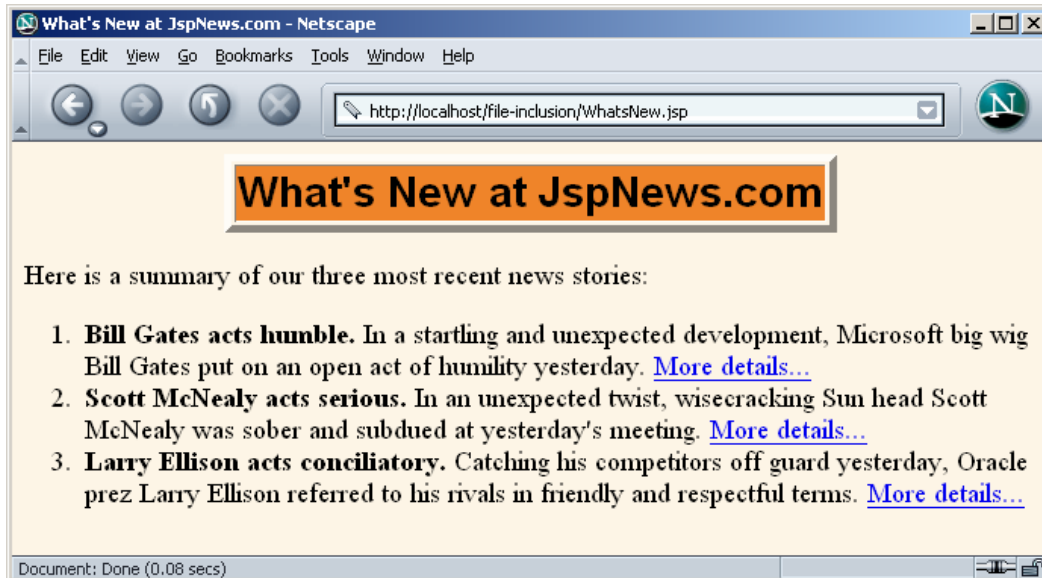 What's New at JspNews.com - Netscape
File Edit View Go Bookmarks Tools Window Help
http://localhost/file-inclusion/WhatsNew.jsp
N
What's New at JspNews.com
Here is a summary of our three most recent news stories:
1. Bill Gates acts humble. In a startling and unexpected development, Microsoft big wig
Bill Gates put on an open act of humility yesterday. More details...
2. Scott McNealy acts serious. In an unexpected twist, wisecracking Sun head Scott
McNealy was sober and subdued at yesterday's meeting. More details...
3. Larry Ellison acts conciliatory. Catching his competitors off guard yesterday, Oracle
prez Larry Ellison referred to his rivals in friendly and respectful terms. More details...
Document: Done (0.08 secs)